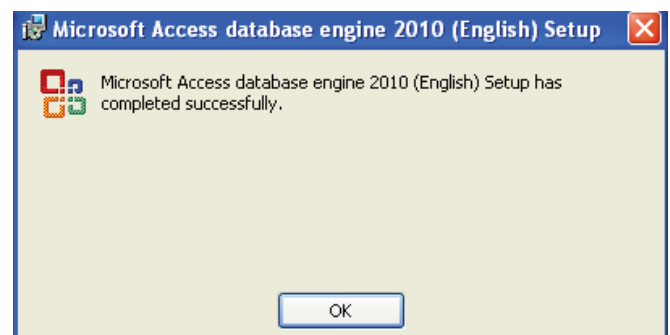 Microsoft Access database engine 2010 (English) Setup
Microsoft Access database engine 2010 (English) Setup has
completed successfully.
OK